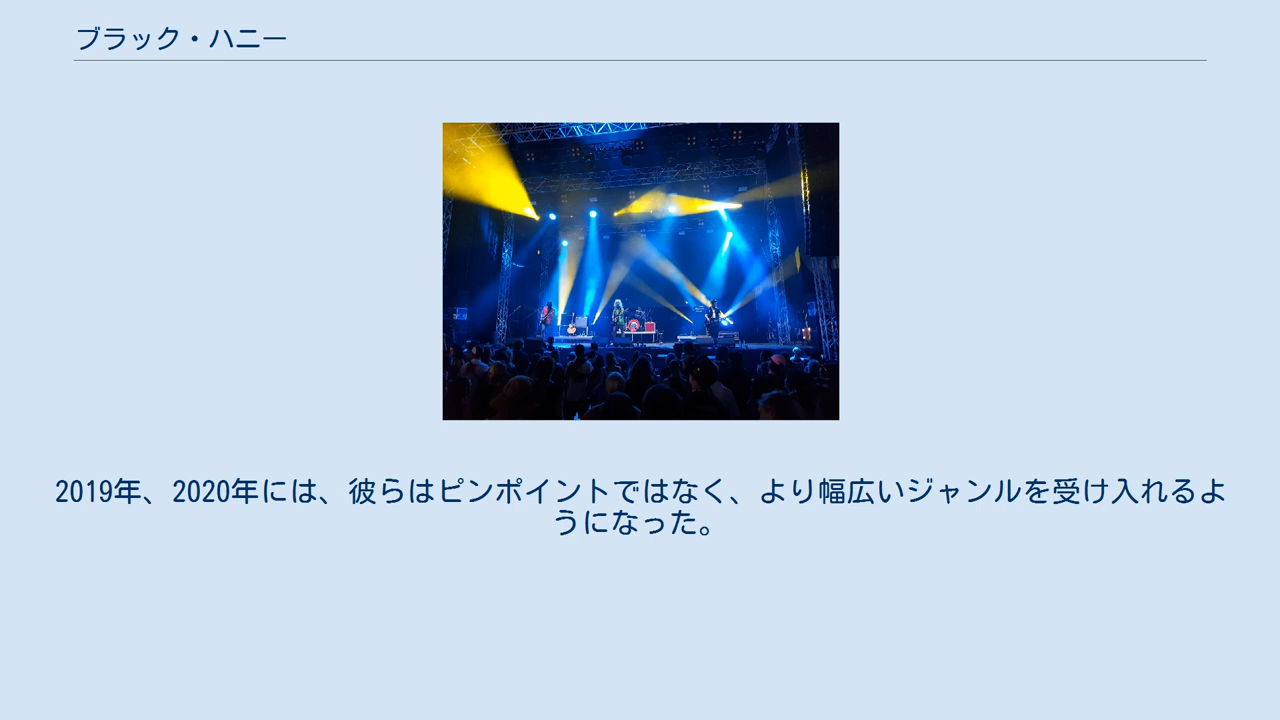 ブラック・ハニー
2019年、2020年には、彼らはピンポイントではなく、より幅広いジャンルを受け入れるよ
うになった。